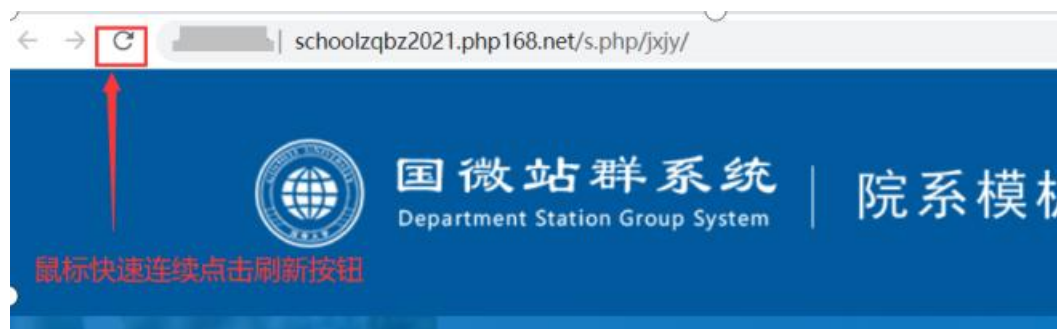 schoolzqbz2021.php168.net/s.php/jxjy/
国微站群系统
Department Station Group System
院系模板
鼠标快速连续点击刷新按钮